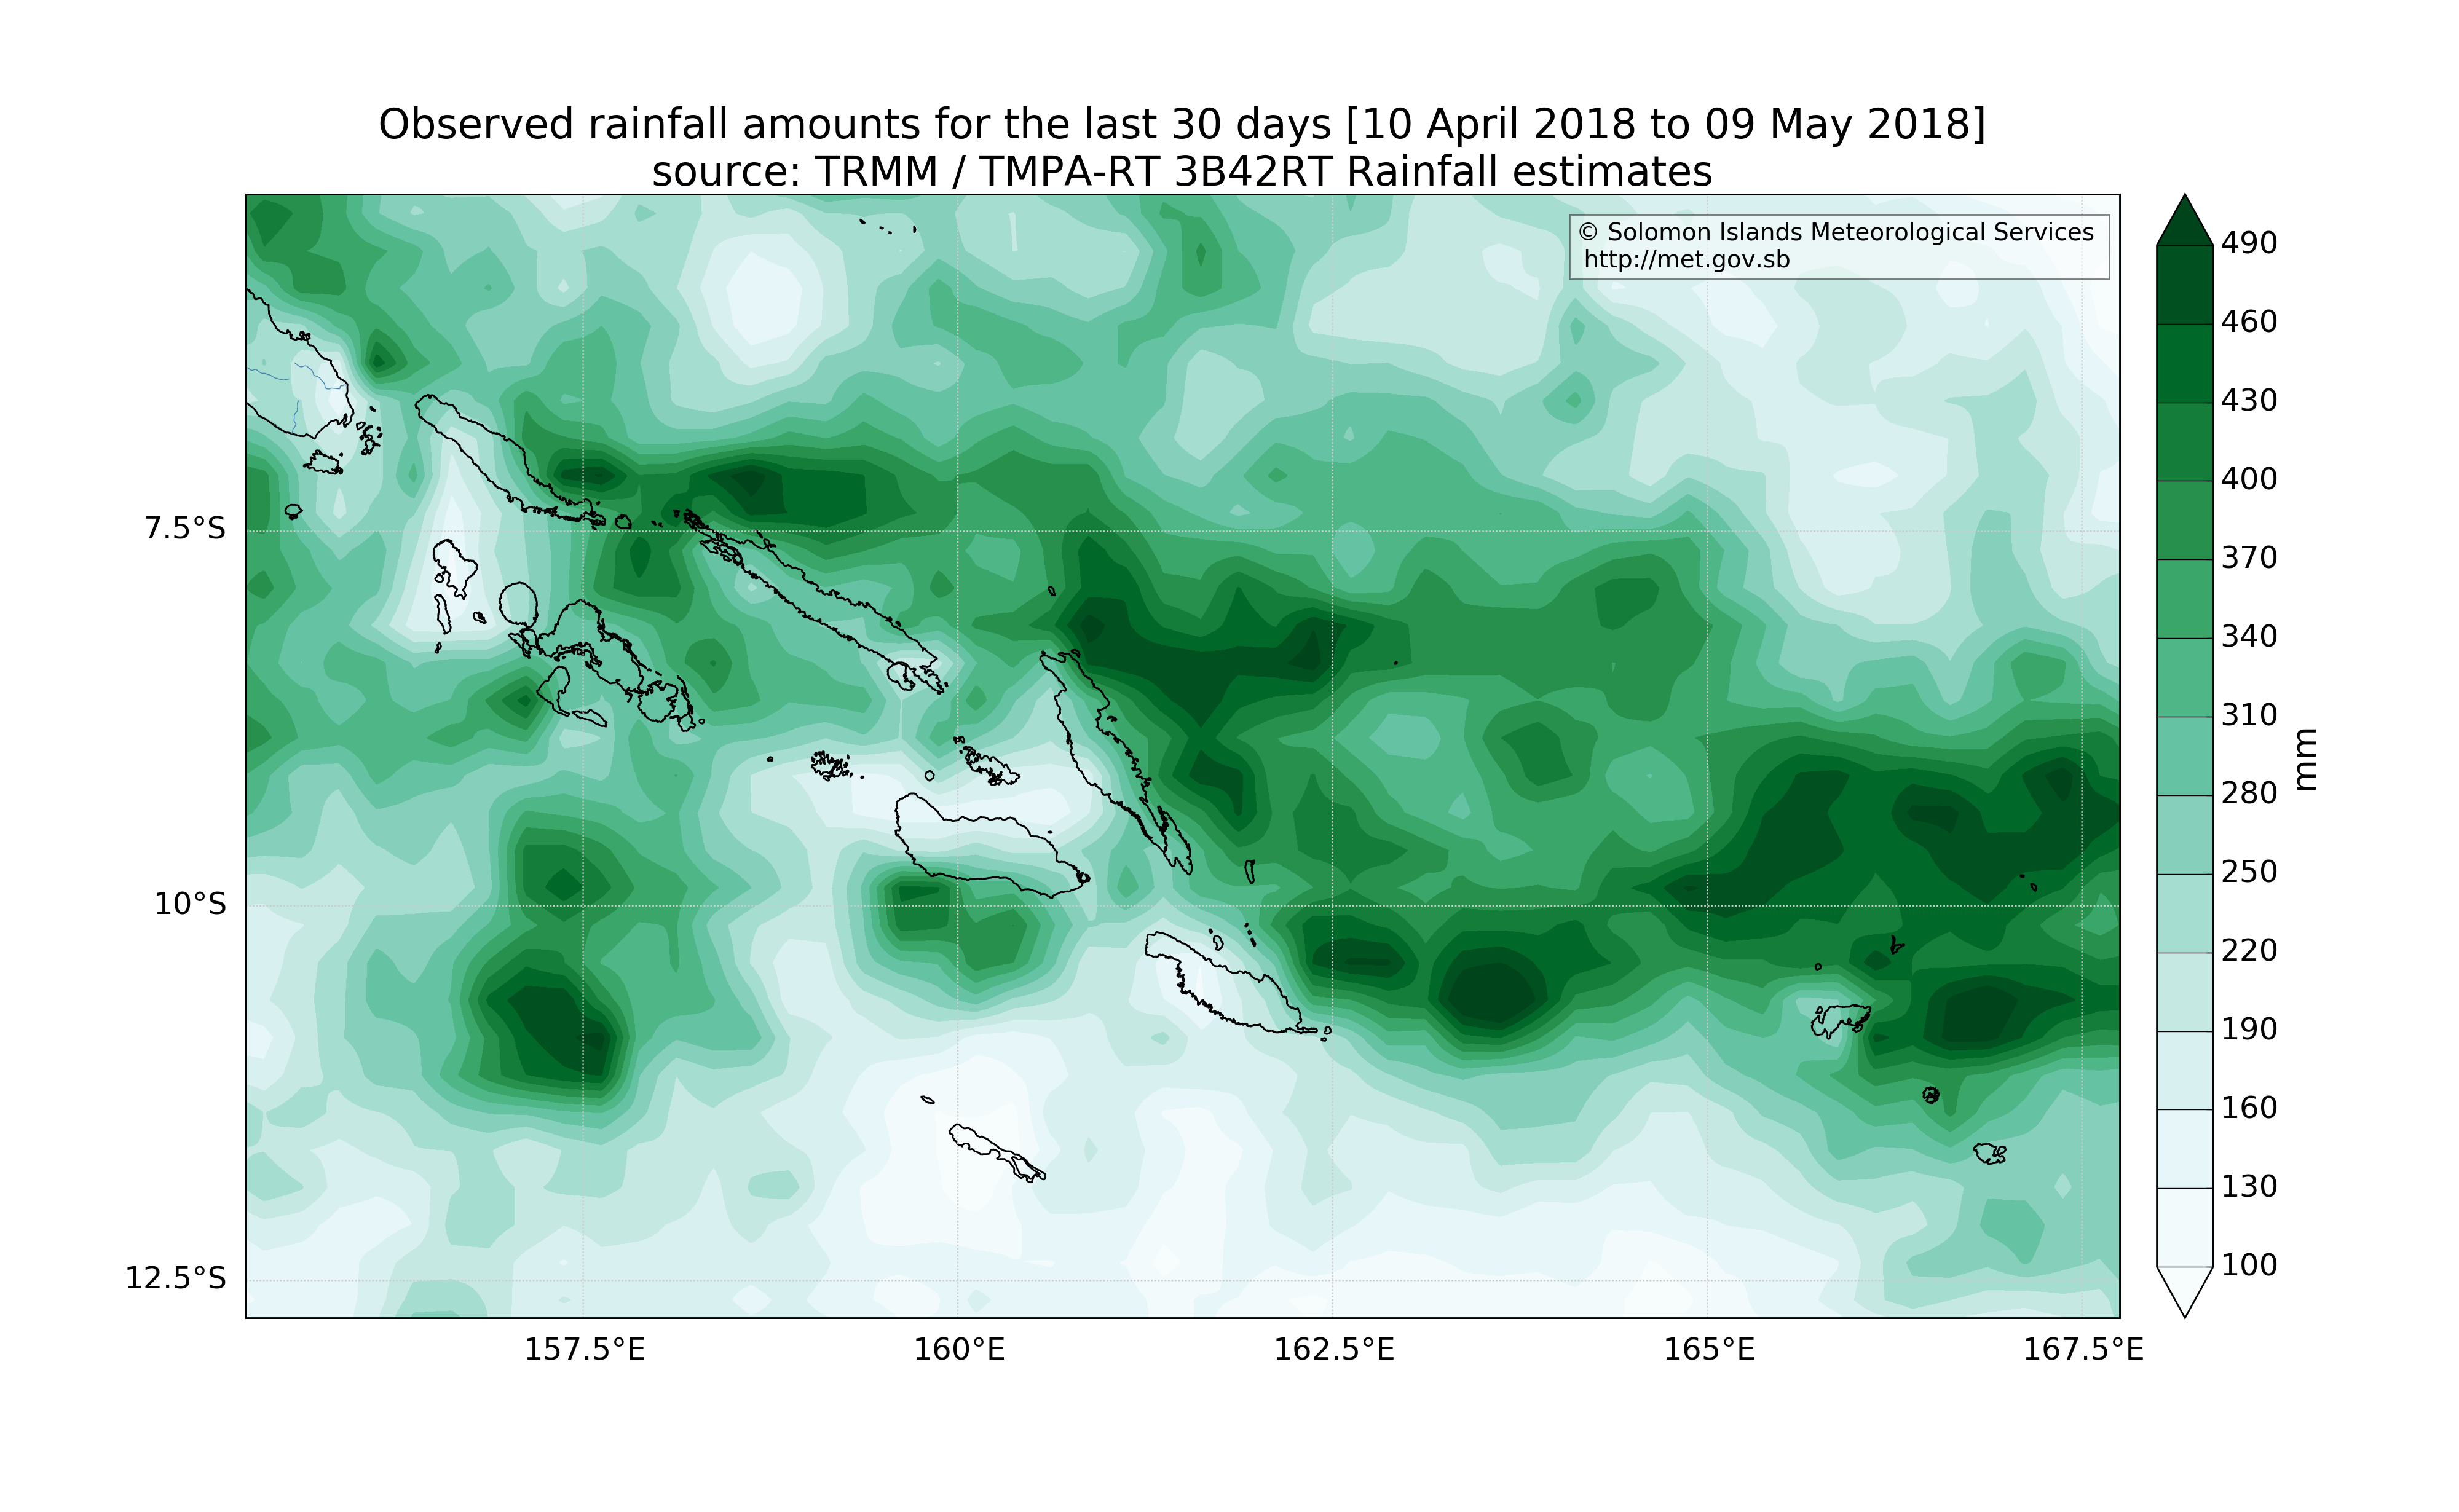 Observed rainfall amounts for the last 30 days [10 April 2018 to 09 May 2018]
source: TRMM / TMPA-RT 3B42RT Rainfall estimates
© Solomon Islands Meteorological Services
http://met.gov.sb
7.5°S
10°S
12.5°S
157.5°E
160°E
162.5°E
165°E
167.5°E
490
460
430
400
370
340
310
280
250
220
190
160
130
100
mm